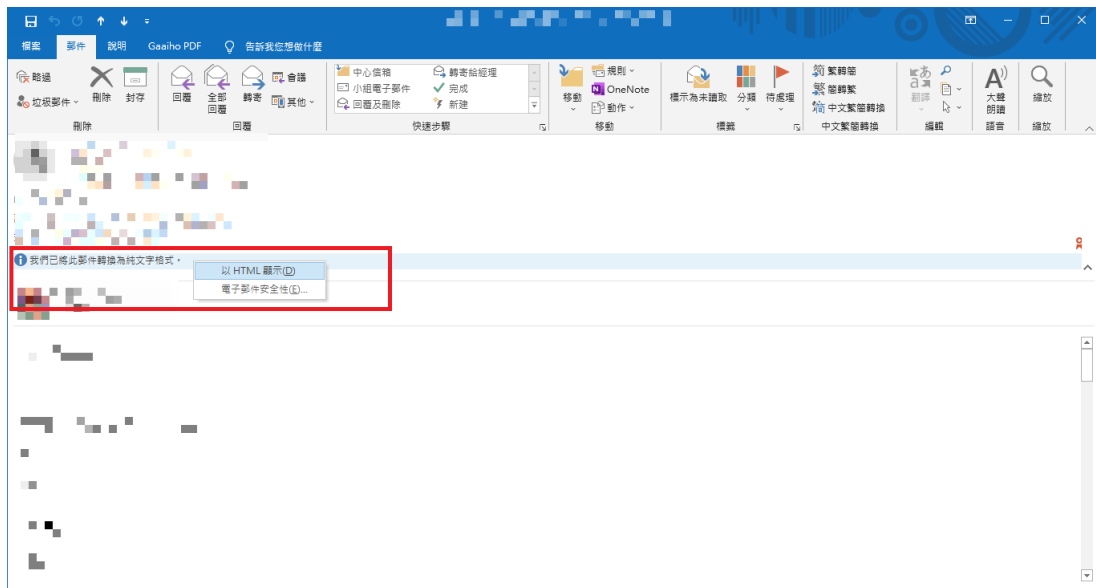 檔案 郵件 說明 Gaaiho PDF 告訴我您想做什麼
略過 垃圾郵件 刪除 封存
刪除
回覆 全部回覆 轉寄 會議 其他
回覆
中心信箱 轉寄給經理
小組電子郵件 完成
回覆及刪除 新建
快速步驟
移動 規則 OneNote 動作
移動
標示為未讀取 分類 待處理
標籤
繁轉簡
簡轉繁
中文繁簡轉換
中文繁簡轉換
翻譯
編輯
大聲朗讀
語音
縮放
縮放
我們已將此郵件轉換為純文字格式。
以 HTML 顯示(D)
電子郵件安全性(E)...